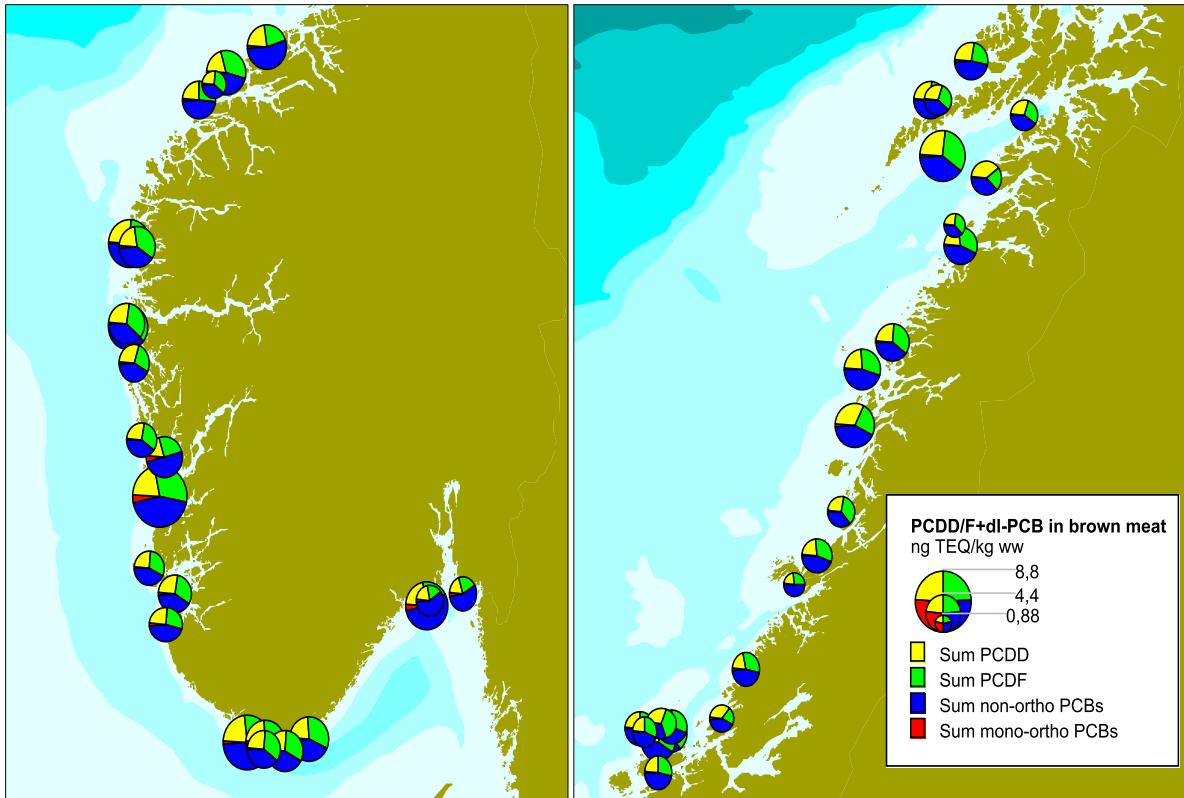 PCDD/F+dl-PCB in brown meat
ng TEQ/kg ww
8,8
4,4
0,88
Sum PCDD
Sum PCDF
Sum non-ortho PCBs
Sum mono-ortho PCBs